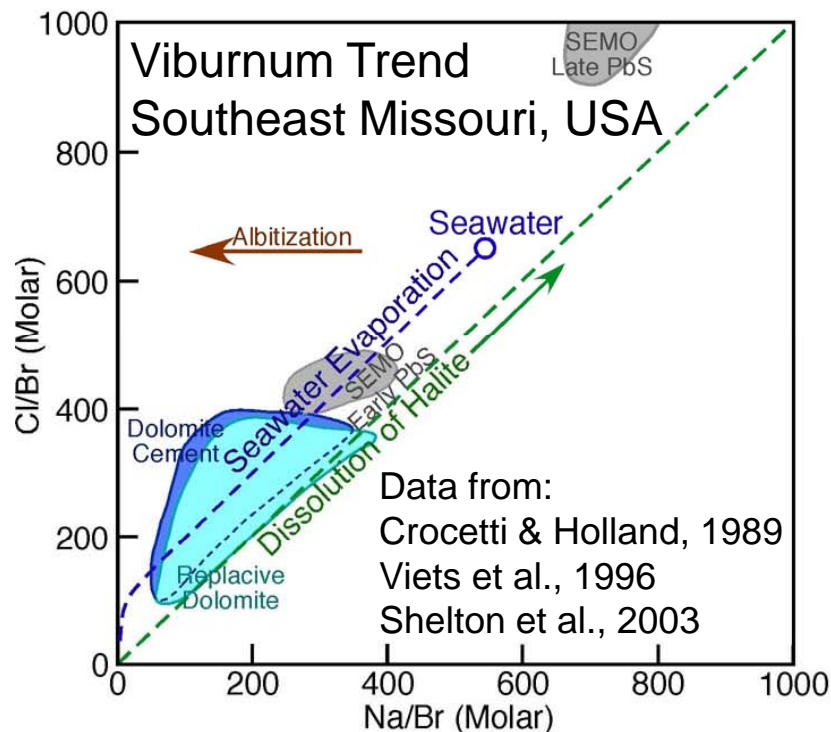 Viburnum Trend
Southeast Missouri, USA
SEMO
Late PbS
Seawater
Albitization
Seawater Evaporation
SEMO
Early PbS
Dissolution of Halite
Dolomite
Cement
Replacive
Dolomite
Data from:
Crocetti & Holland, 1989
Viets et al., 1996
Shelton et al., 2003
Cl/Br (Molar)
1000
800
600
400
200
0
0 200 400 600 800 1000
Na/Br (Molar)